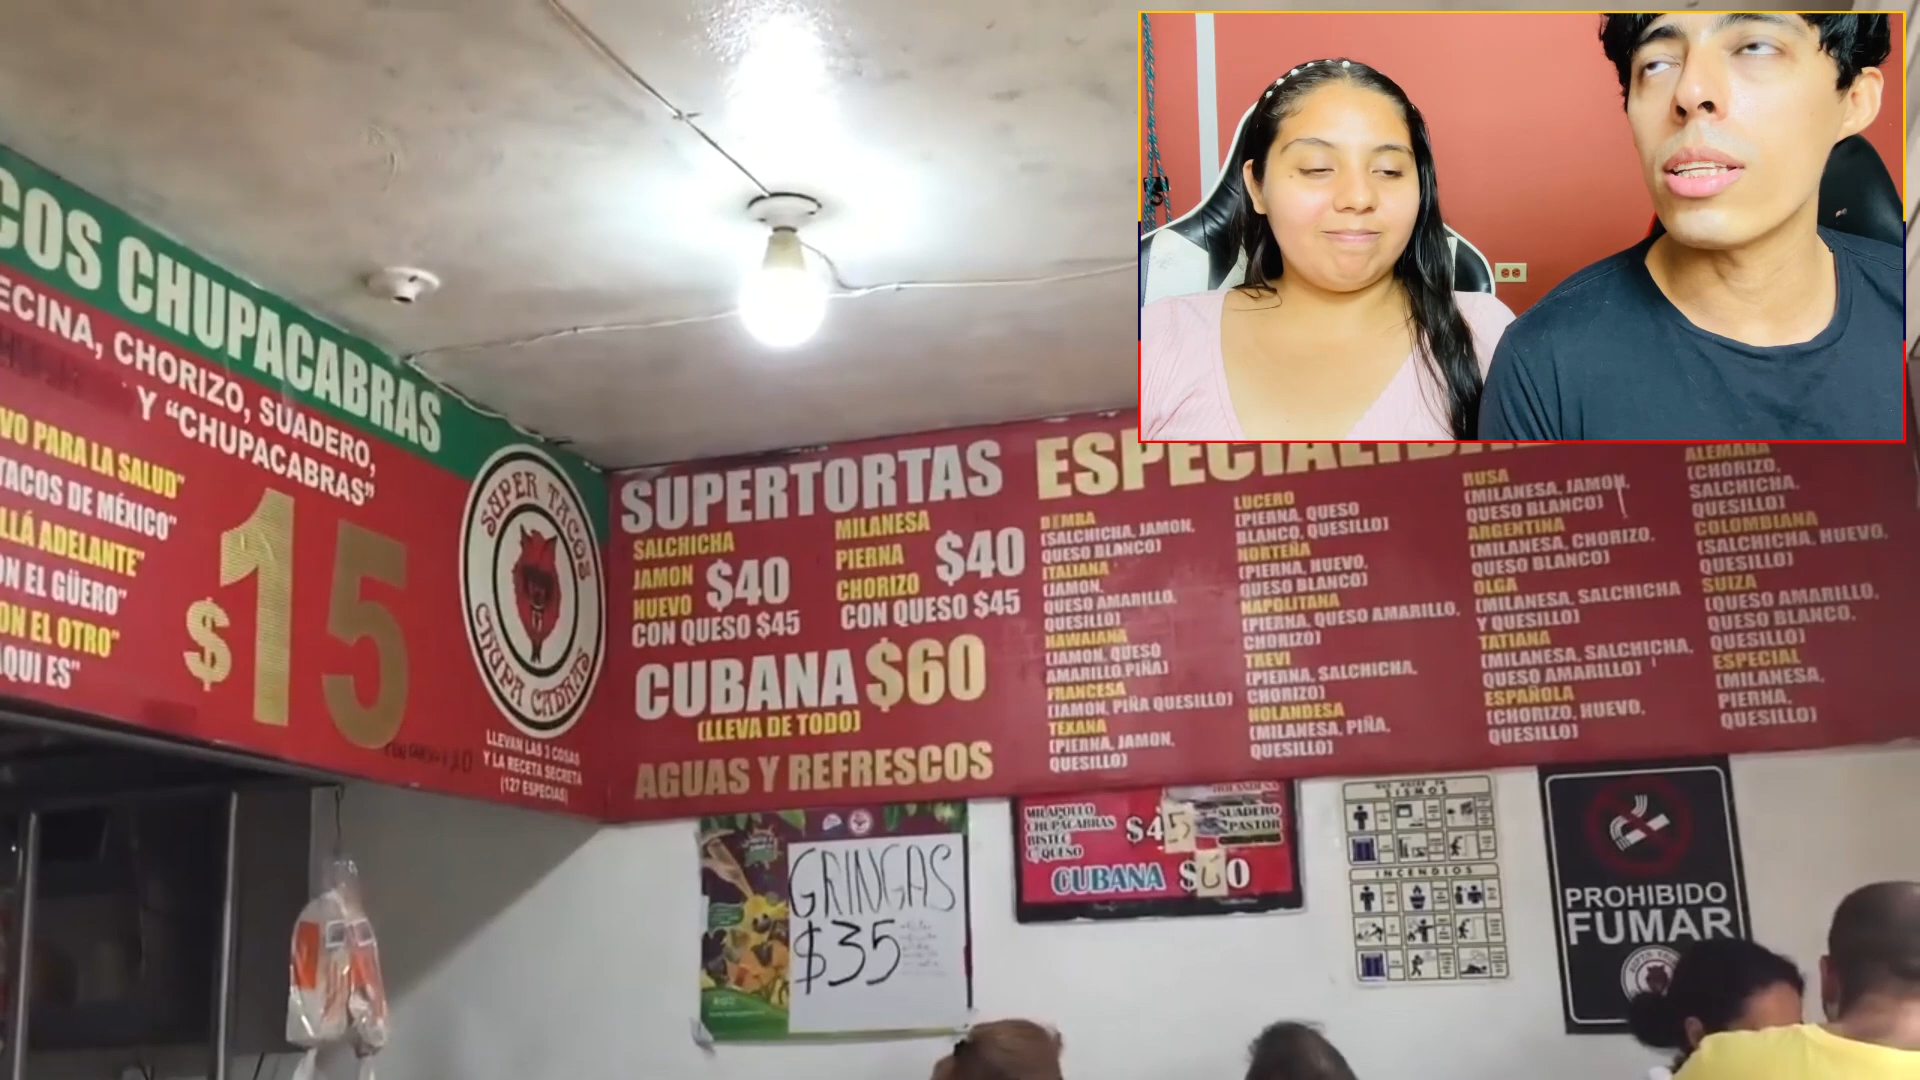 COS CHUPACABRAS
ECINA, CHORIZO, SUADERO,
Y "CHUPACABRAS"
VO PARA LA SALUD"
TACOS DE MÉXICO"
LLÁ ADELANTE"
ON EL GÜERO"
ON EL OTRO"
AQUI ES"
$15
SUPER TACOS
CHUPA CABRAS
LLEVAN LAS 3 COSAS
Y LA RECETA SECRETA
(127 ESPECIAS)
SUPERTORTAS
SALCHICHA
JAMON
HUEVO
$40
CON QUESO $45
MILANESA
PIERNA
CHORIZO
$40
CON QUESO $45
CUBANA $60
(LLEVA DE TODO)
AGUAS Y REFRESCOS
ESPECIALIDA
BEMBA
(SALCHICHA, JAMON,
QUESO BLANCO)
ITALIANA
(JAMON,
QUESO AMARILLO,
QUESILLO)
HAWAIANA
(JAMON, QUESO
AMARILLO, PIÑA)
FRANCESA
(JAMON, PIÑA QUESILLO)
TEXANA
(PIERNA, JAMON,
QUESILLO)
LUCERO
(PIERNA, QUESO
BLANCO, QUESILLO)
NORTEÑA
(PIERNA, HUEVO,
QUESO BLANCO)
NAPOLITANA
(PIERNA, QUESO AMARILLO,
CHORIZO)
TREVI
(PIERNA, SALCHICHA,
CHORIZO)
HOLANDESA
(MILANESA, PIÑA,
QUESILLO)
RUSA
(MILANESA, JAMON,
QUESO BLANCO)
ARGENTINA
(MILANESA, CHORIZO,
QUESO BLANCO)
OLGA
(MILANESA, SALCHICHA
Y QUESILLO)
TATIANA
(MILANESA, SALCHICHA,
QUESO AMARILLO)
ESPAÑOLA
(CHORIZO, HUEVO,
QUESILLO)
ALEMANA
(CHORIZO,
SALCHICHA,
QUESILLO)
COLOMBIANA
(SALCHICHA, HUEVO,
QUESILLO)
SUIZA
(QUESO AMARILLO,
QUESO BLANCO,
QUESILLO)
ESPECIAL
(MILANESA,
PIERNA,
QUESILLO)
GRINGAS
$35
MILAPOLLO
CHUPACABRAS
BISTEC
C/QUESO
$45
HOLANDESA
SUADERO
PASTOR
CUBANA $60
SISMOS
INCENDIOS
PROHIBIDO
FUMAR